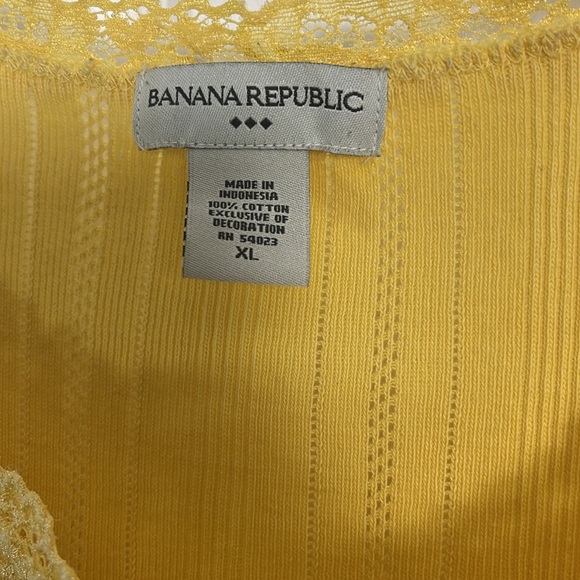 BANANA REPUBLIC
MADE IN
INDONESIA
100% COTTON
EXCLUSIVE OF
DECORATION
RN 54023
XL